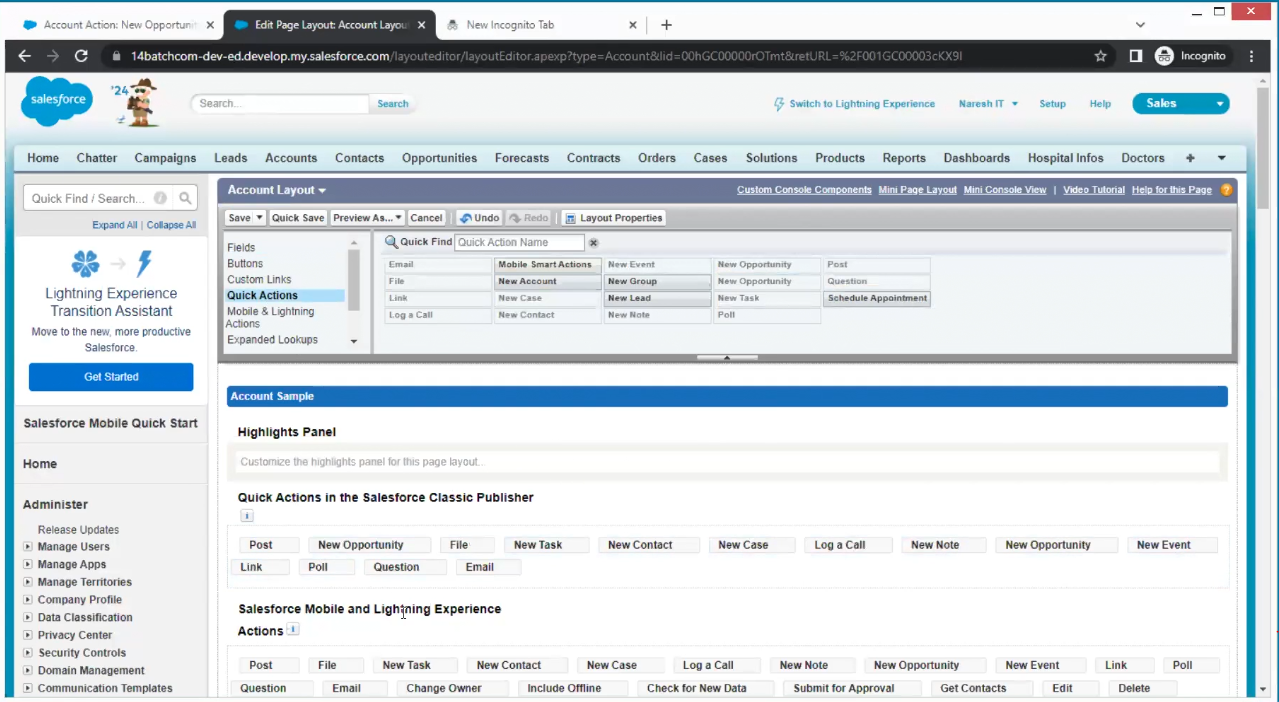 Account Action: New Opportuni
Edit Page Layout: Account Layou
New Incognito Tab
14batchcom-dev-ed.develop.my.salesforce.com/layouteditor/layoutEditor.apexp?type=Account&lid=00hGC00000rOTmt&retURL=%2F001GC00003cKX9I
Incognito
salesforce
'24
Search...
Search
Switch to Lightning Experience
Naresh IT
Setup
Help
Sales
Home Chatter Campaigns Leads Accounts Contacts Opportunities Forecasts Contracts Orders Cases Solutions Products Reports Dashboards Hospital Infos Doctors +
Quick Find / Search...
Expand All | Collapse All
Lightning Experience
Transition Assistant
Move to the new, more productive
Salesforce.
Get Started
Salesforce Mobile Quick Start
Home
Administer
Release Updates
Manage Users
Manage Apps
Manage Territories
Company Profile
Data Classification
Privacy Center
Security Controls
Domain Management
Communication Templates
Account Layout
Custom Console Components Mini Page Layout Mini Console View | Video Tutorial Help for this Page
Save Quick Save Preview As... Cancel Undo Redo Layout Properties
Fields
Buttons
Custom Links
Quick Actions
Mobile & Lightning
Actions
Expanded Lookups
Quick Find Quick Action Name
Email Mobile Smart Actions New Event New Opportunity Post
File New Account New Group New Opportunity Question
Link New Case New Lead New Task Schedule Appointment
Log a Call New Contact New Note Poll
Account Sample
Highlights Panel
Customize the highlights panel for this page layout..
Quick Actions in the Salesforce Classic Publisher
i
Post New Opportunity File New Task New Contact New Case Log a Call New Note New Opportunity New Event
Link Poll Question Email
Salesforce Mobile and Lightning Experience
Actions i
Post File New Task New Contact New Case Log a Call New Note New Opportunity New Event Link Poll
Question Email Change Owner Include Offline Check for New Data Submit for Approval Get Contacts Edit Delete